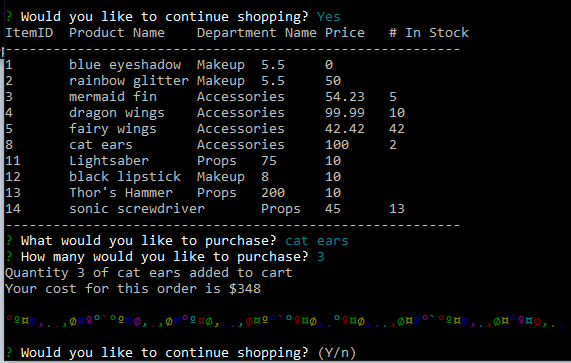 ? Would you like to continue shopping? Yes
ItemID  Product Name    Department Name Price   # In Stock
---------------------------------------------------------
1       blue eyeshadow  Makeup  5.5     0
2       rainbow glitter Makeup  5.5     50
3       mermaid fin     Accessories     54.23   5
4       dragon wings    Accessories     99.99   10
5       fairy wings     Accessories     42.42   42
8       cat ears        Accessories     100     2
11      Lightsaber      Props   75      10
12      black lipstick  Makeup  8       10
13      Thor's Hammer   Props   200     10
14      sonic screwdriver       Props   45      13
---------------------------------------------------------
? What would you like to purchase? cat ears
? How many would you like to purchase? 3
Quantity 3 of cat ears added to cart
Your cost for this order is $348
? Would you like to continue shopping? (Y/n)